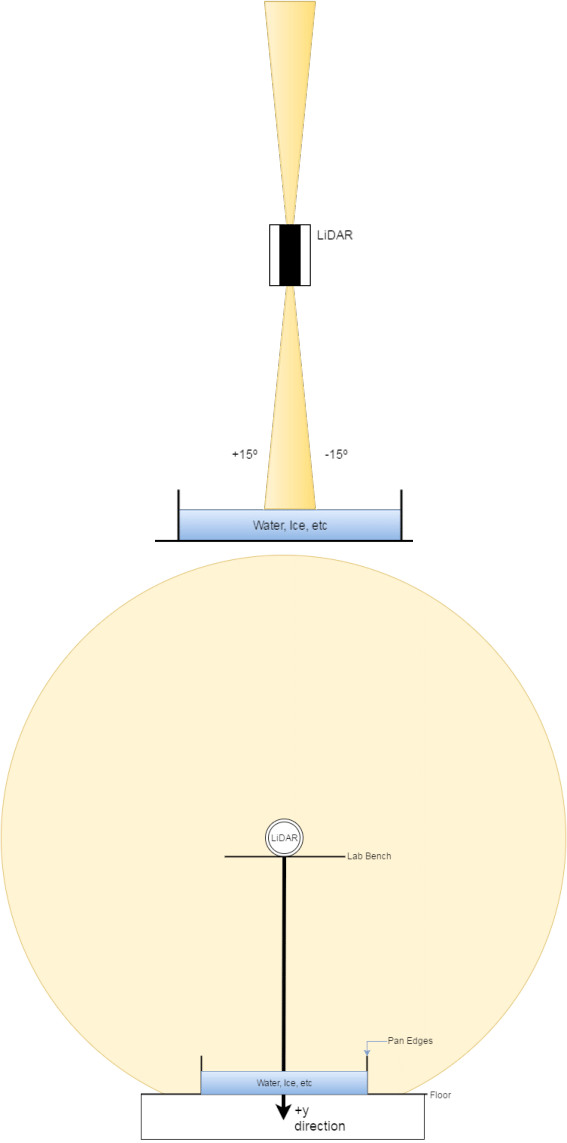 LiDAR
+15º
-15º
Water, Ice, etc
LiDAR
Lab Bench
Pan Edges
Water, Ice, etc
Floor
+y
direction